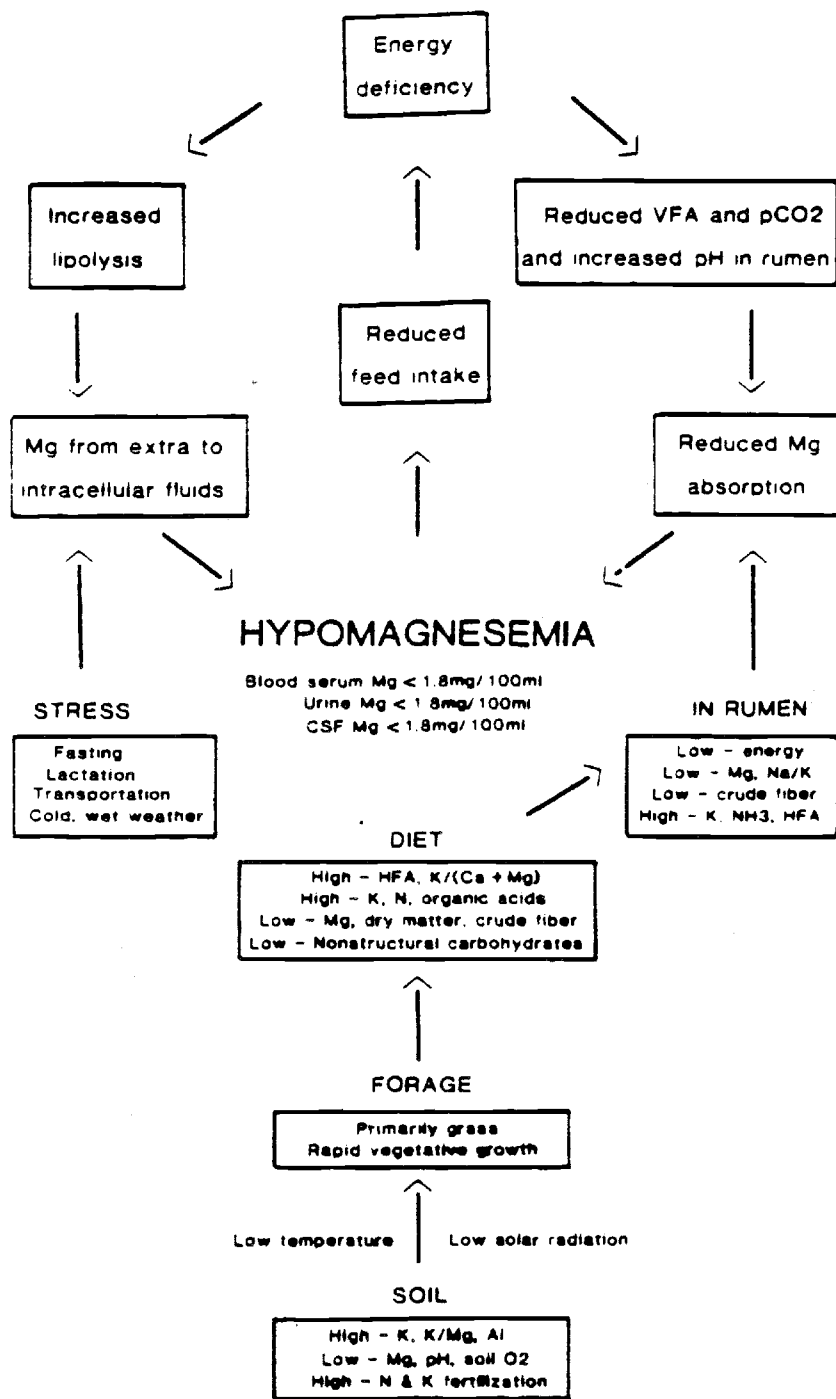 Energy
deficiency
Increased
lipolysis
Reduced VFA and pCO2
and increased pH in rumen
Reduced
feed intake
Mg from extra to
intracellular fluids
Reduced Mg
absorption
HYPOMAGNESEMIA
Blood serum Mg < 1.8mg/100ml
Urine Mg < 1.8mg/100ml
CSF Mg < 1.8mg/100ml
STRESS
Fasting
Lactation
Transportation
Cold, wet weather
IN RUMEN
Low - energy
Low - Mg, Na/K
Low - crude fiber
High - K, NH3, HFA
DIET
High - HFA, K/(Ca + Mg)
High - K, N, organic acids
Low - Mg, dry matter, crude fiber
Low - Nonstructural carbohydrates
FORAGE
Primarily grass
Rapid vegetative growth
Low temperature
Low solar radiation
SOIL
High - K, K/Mg, Al
Low - Mg, pH, soil O2
High - N & K fertilization